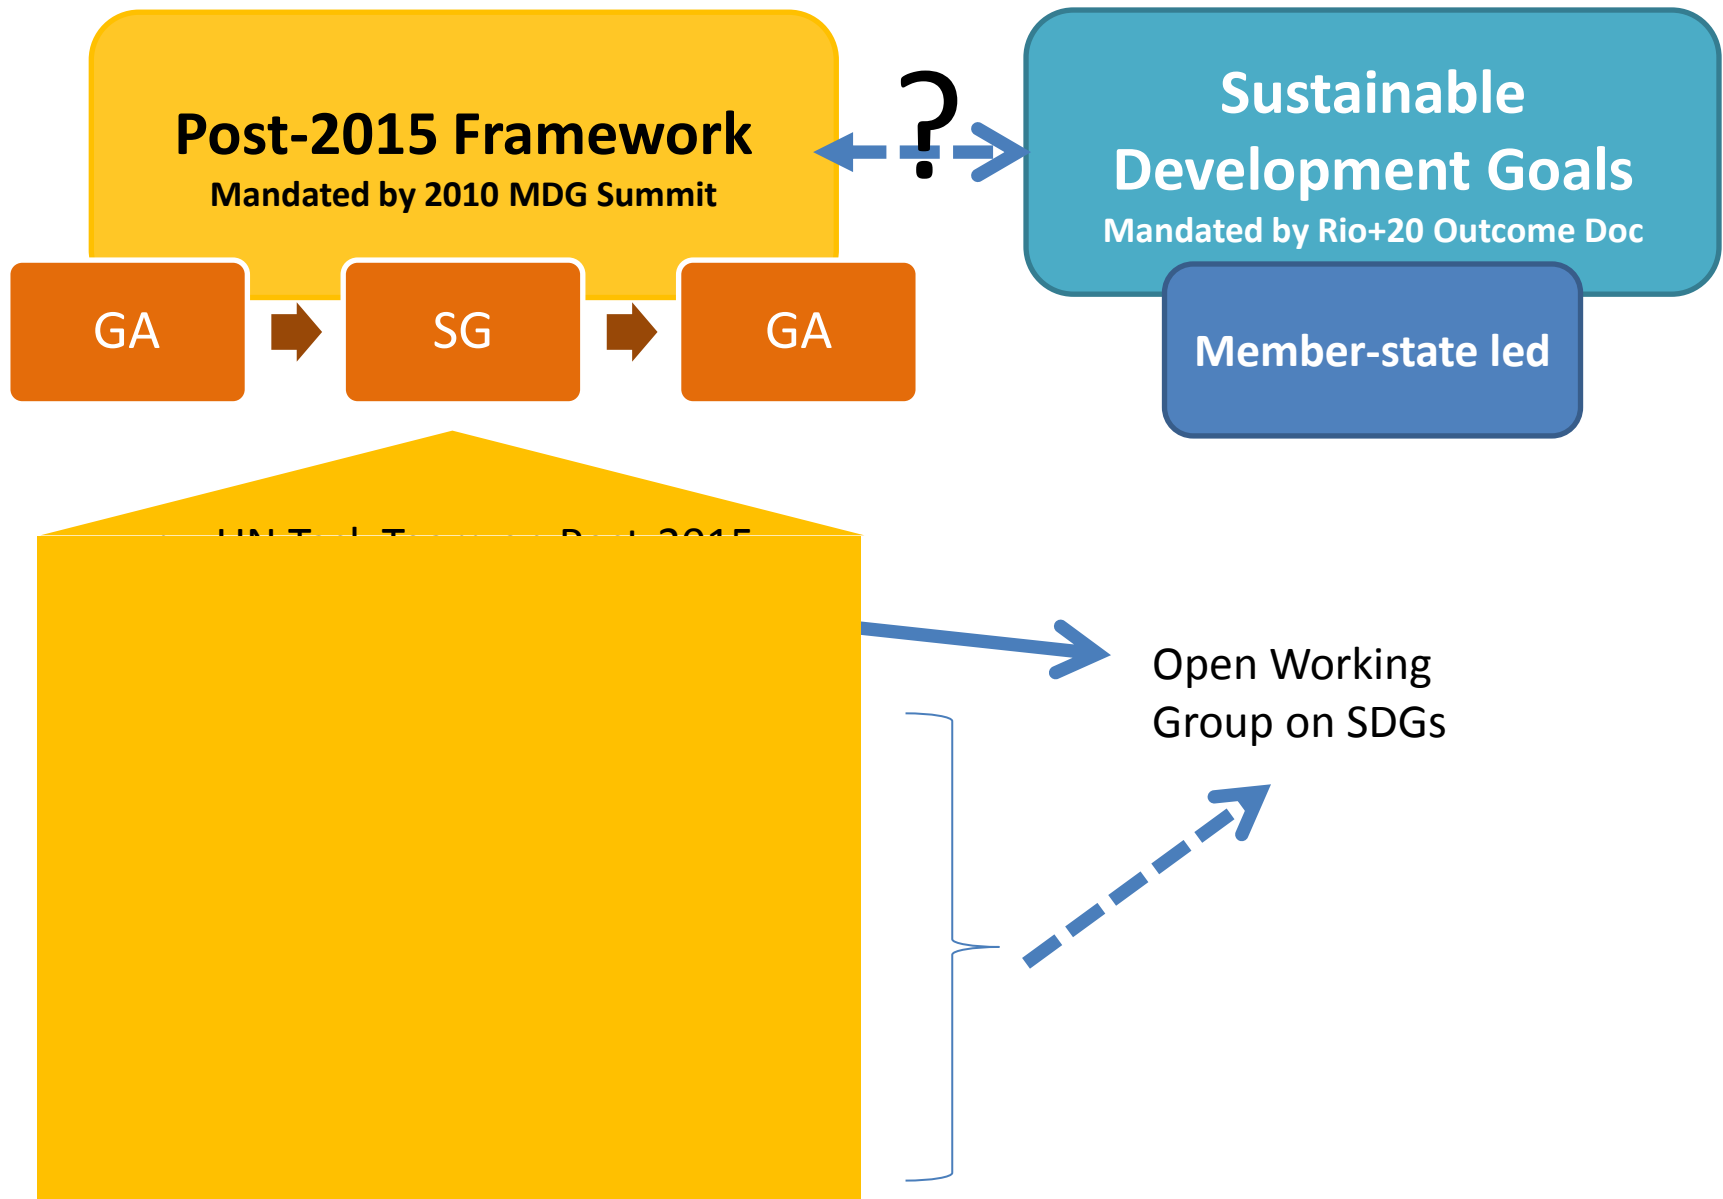 Post-2015 Framework
Mandated by 2010 MDG Summit
?
Sustainable
Development Goals
Mandated by Rio+20 Outcome Doc
GA
SG
GA
Member-state led
Open Working
Group on SDGs